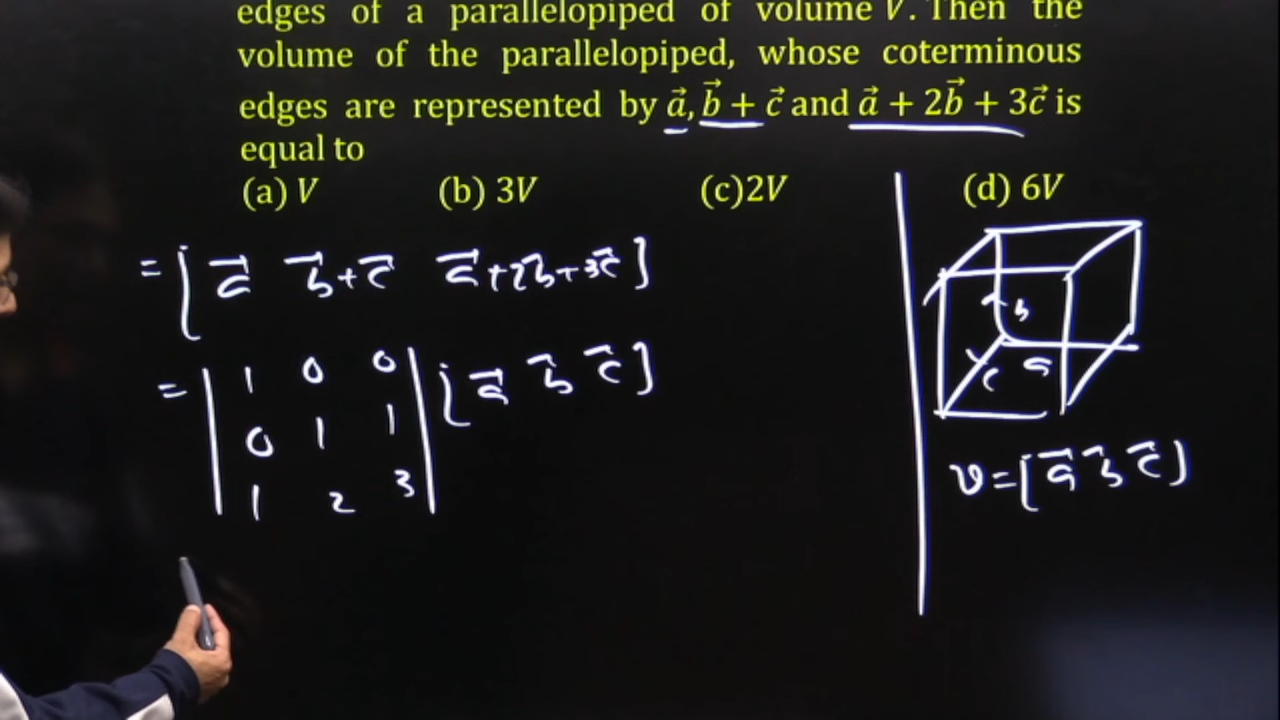 edges of a parallelopiped of volume V. Then the
volume of the parallelopiped, whose coterminous
edges are represented by a⃗, b⃗ + c⃗ and a⃗ + 2b⃗ + 3c⃗ is
equal to
(a) V (b) 3V (c)2V (d) 6V
= [ a⃗ b⃗+c⃗ a⃗+2b⃗+3c⃗ ]
= | 1 0 0 | [ a⃗ b⃗ c⃗ ]
0 1 1
1 2 3
b
c a
v=[a⃗ b⃗ c⃗]